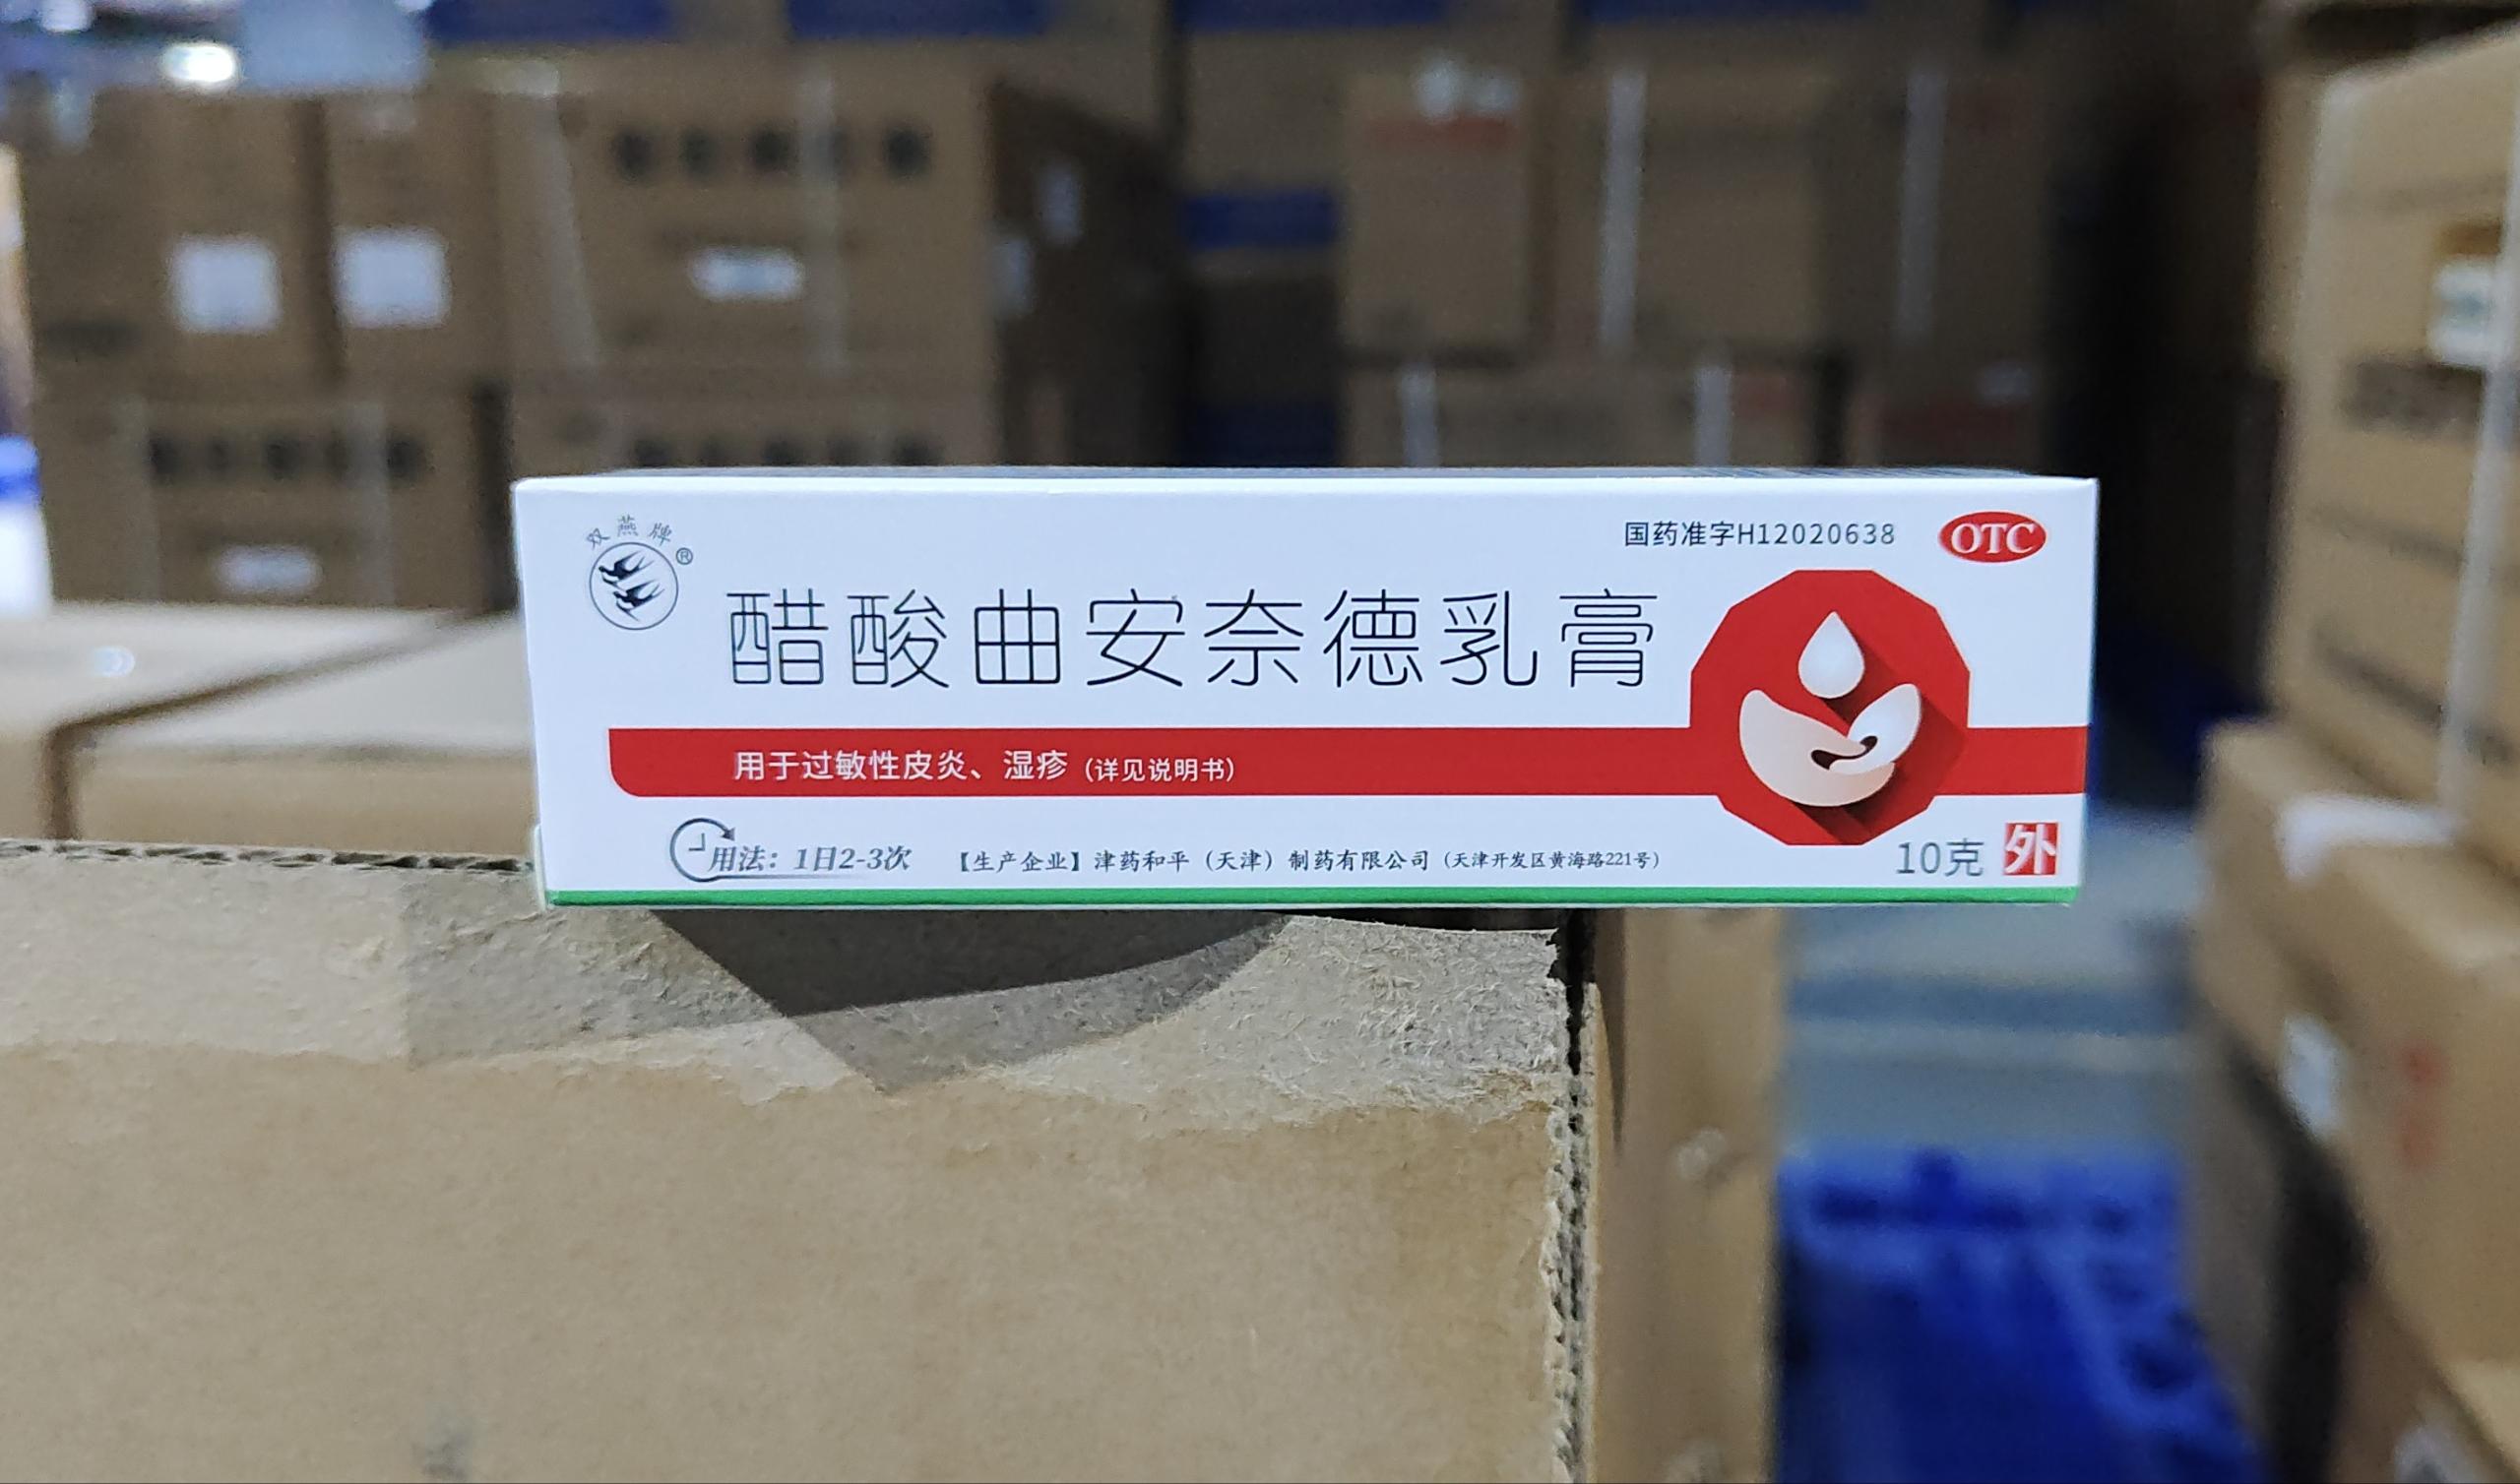 双燕牌®
国药准字H12020638 OTC
醋酸曲安奈德乳膏
用于过敏性皮炎、湿疹 (详见说明书)
用法：1日2-3次 【生产企业】津药和平（天津）制药有限公司（天津开发区黄海路221号）
10克 外